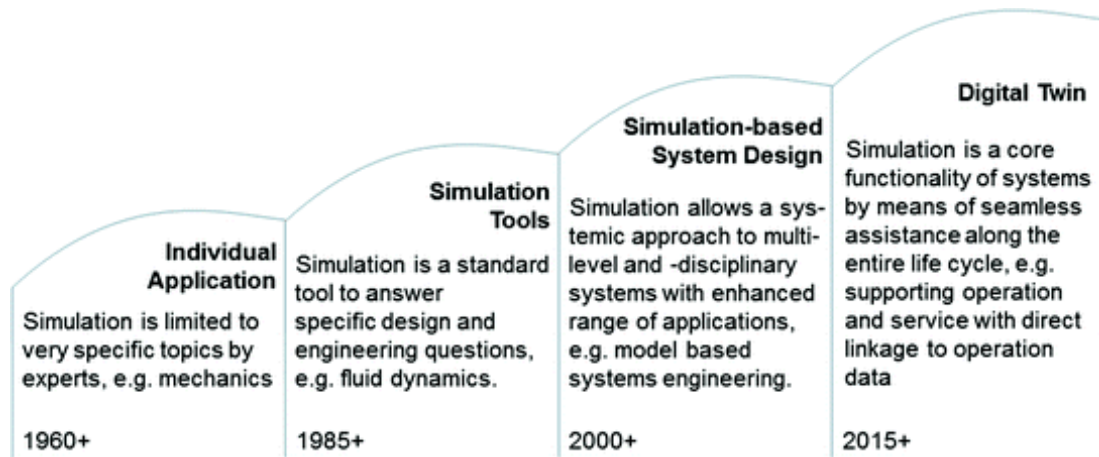 Individual
Application
Simulation is limited to
very specific topics by
experts, e.g. mechanics
1960+
Simulation
Tools
Simulation is a standard
tool to answer
specific design and
engineering questions,
e.g. fluid dynamics.
1985+
Simulation-based
System Design
Simulation allows a sys-
temic approach to multi-
level and -disciplinary
systems with enhanced
range of applications,
e.g. model based
systems engineering.
2000+
Digital Twin
Simulation is a core
functionality of systems
by means of seamless
assistance along the
entire life cycle, e.g.
supporting operation
and service with direct
linkage to operation
data
2015+